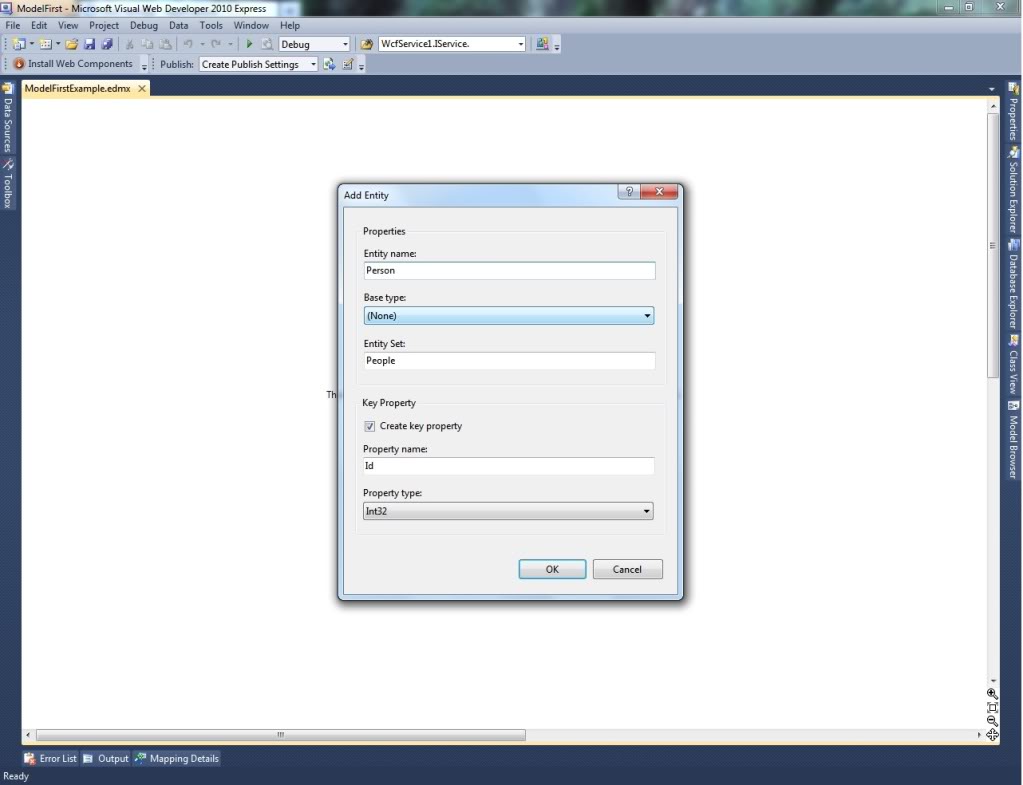 ModelFirst - Microsoft Visual Web Developer 2010 Express
File Edit View Project Debug Data Tools Window Help
Debug WcfService1.IService.
Install Web Components Publish: Create Publish Settings
ModelFirstExample.edmx
Data Sources
Toolbox
Properties
Solution Explorer
Database Explorer
Class View
Model Browser
Th
Add Entity
Properties
Entity name:
Person
Base type:
(None)
Entity Set:
People
Key Property
Create key property
Property name:
Id
Property type:
Int32
OK Cancel
Error List Output Mapping Details
Ready